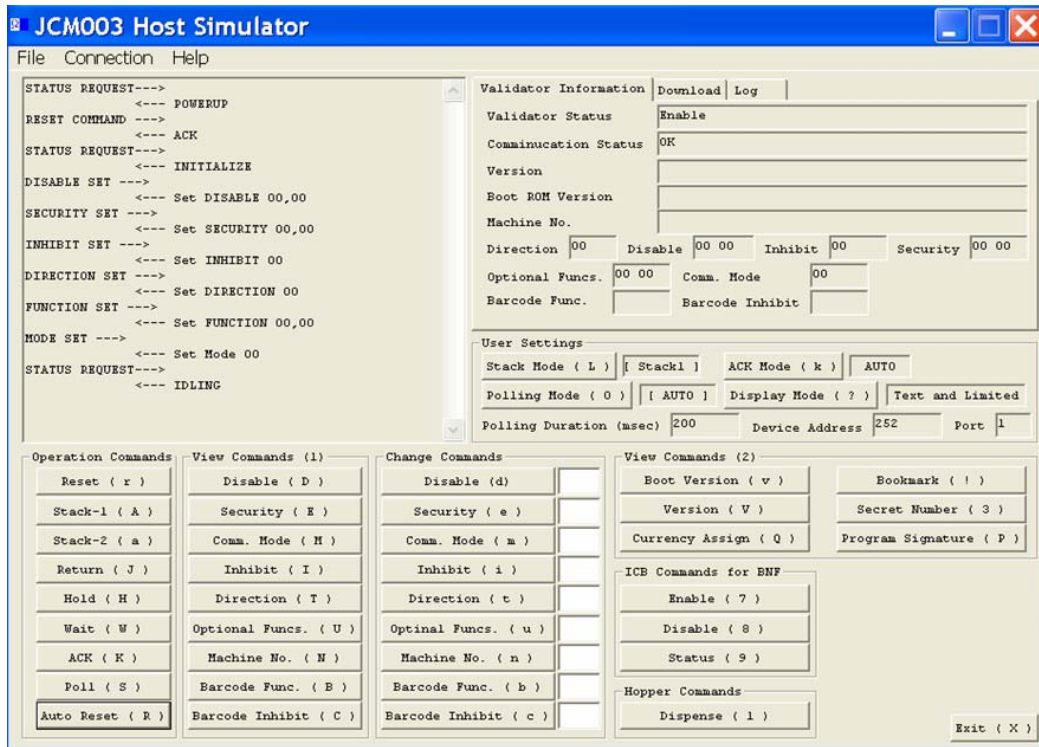 JCM003 Host Simulator
File Connection Help
STATUS REQUEST--->
<--- POWERUP
RESET COMMAND --->
<--- ACK
STATUS REQUEST--->
<--- INITIALIZE
DISABLE SET --->
<--- Set DISABLE 00,00
SECURITY SET --->
<--- Set SECURITY 00,00
INHIBIT SET --->
<--- Set INHIBIT 00
DIRECTION SET --->
<--- Set DIRECTION 00
FUNCTION SET --->
<--- Set FUNCTION 00,00
MODE SET --->
<--- Set Mode 00
STATUS REQUEST--->
<--- IDLING
Validator Information Download Log
Validator Status Enable
Comminucation Status OK
Version
Boot ROM Version
Machine No.
Direction 00 Disable 00 00 Inhibit 00 Security 00 00
Optional Funcs. 00 00 Comm. Mode 00
Barcode Func. Barcode Inhibit
User Settings
Stack Mode ( L ) [ Stack1 ] ACK Mode ( k ) AUTO
Polling Mode ( O ) [ AUTO ] Display Mode ( ? ) Text and Limited
Polling Duration (msec) 200 Device Address 252 Port 1
Operation Commands
Reset ( r )
Stack-1 ( A )
Stack-2 ( a )
Return ( J )
Hold ( H )
Wait ( W )
ACK ( K )
Poll ( S )
Auto Reset ( R )
View Commands (1)
Disable ( D )
Security ( E )
Comm. Mode ( M )
Inhibit ( I )
Direction ( T )
Optional Funcs. ( U )
Machine No. ( N )
Barcode Func. ( B )
Barcode Inhibit ( C )
Change Commands
Disable (d)
Security ( e )
Comm. Mode ( m )
Inhibit ( i )
Direction ( t )
Optinal Funcs. ( u )
Machine No. ( n )
Barcode Func. ( b )
Barcode Inhibit ( c )
View Commands (2)
Boot Version ( v ) Bookmark ( ! )
Version ( V ) Secret Number ( 3 )
Currency Assign ( Q ) Program Signature ( P )
ICB Commands for BNF
Enable ( 7 )
Disable ( 8 )
Status ( 9 )
Hopper Commands
Dispense ( l )
Exit ( X )